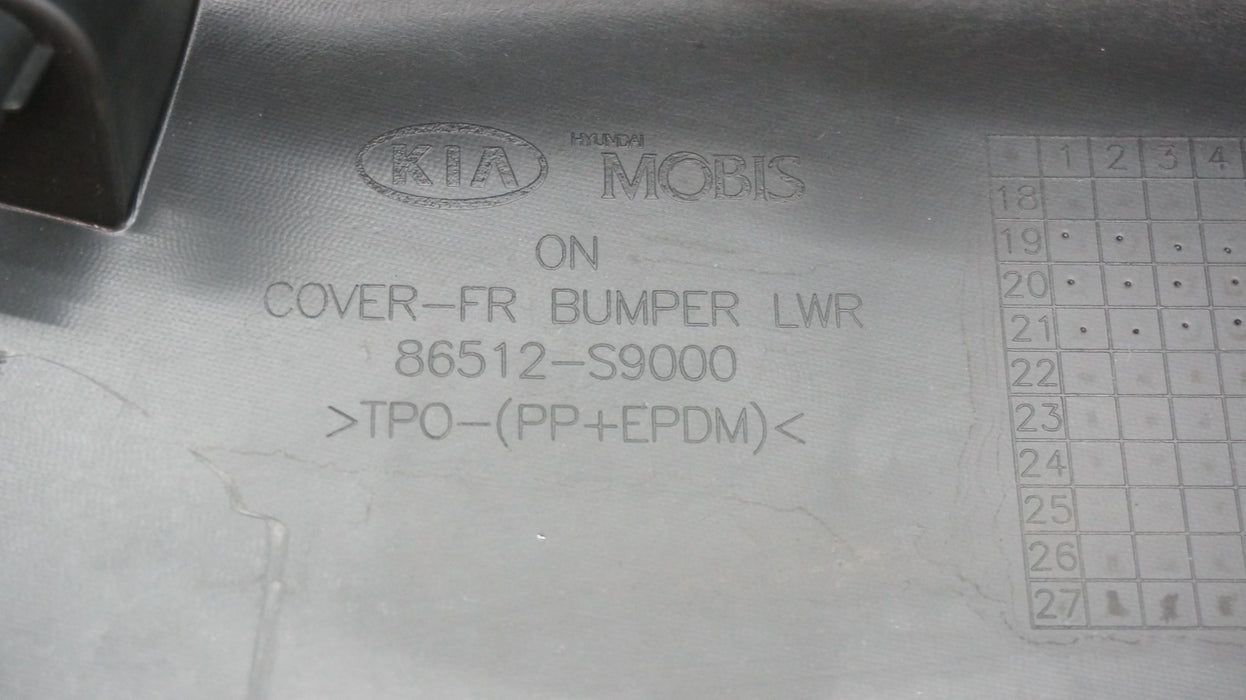 KIA HYUNDAI MOBIS
ON
COVER-FR BUMPER LWR
86512-S9000
>TPO-(PP+EPDM)<
1 2 3 4
18
19
20
21
22
23
24
25
26
27